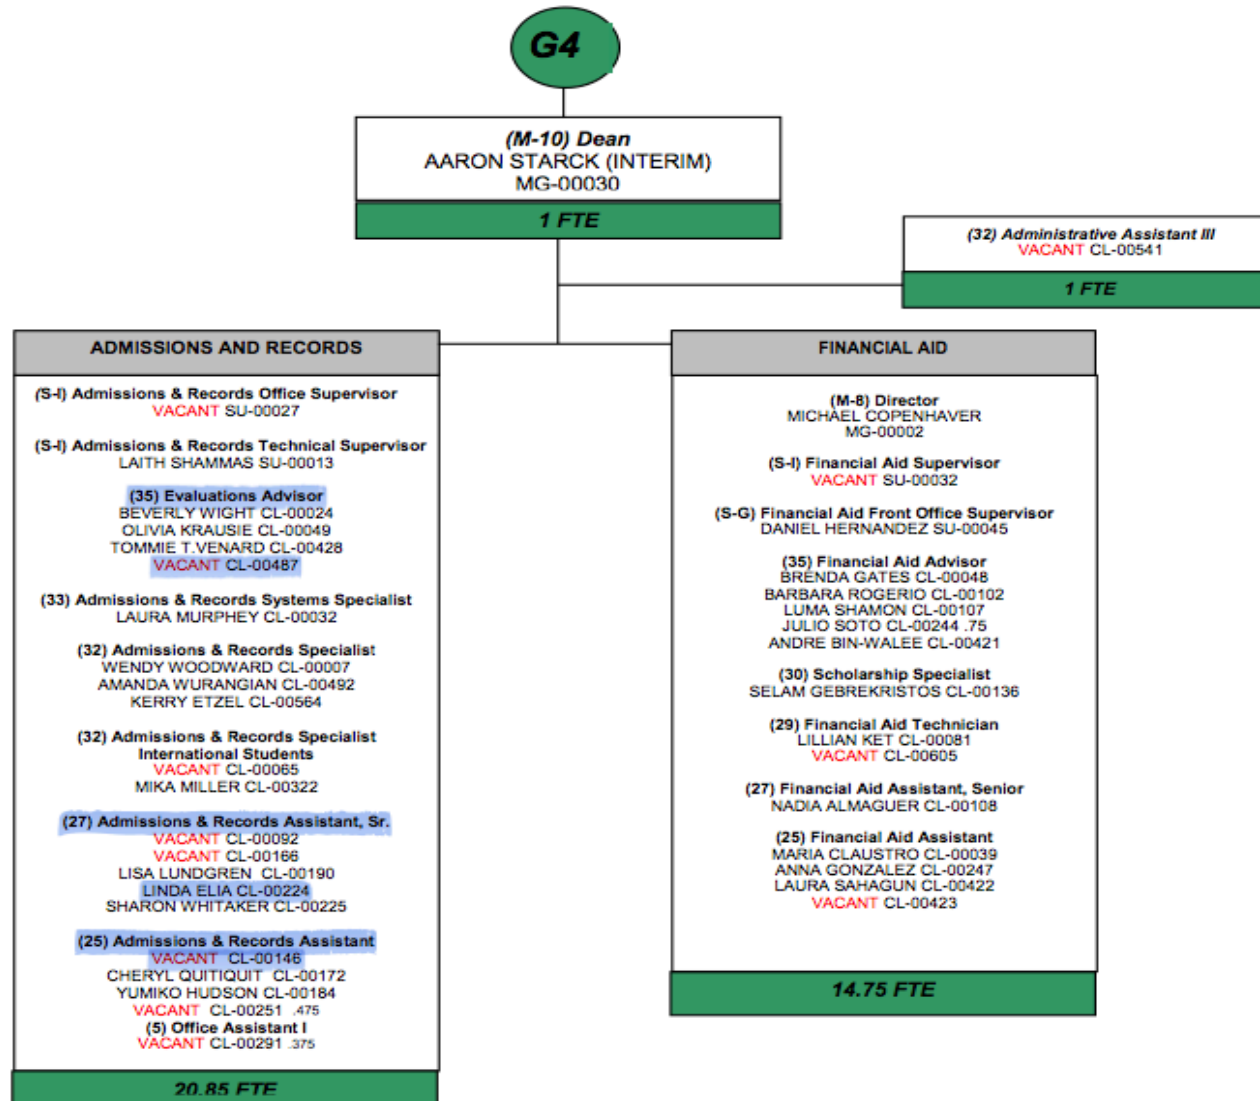 G4
(M-10) Dean
AARON STARCK (INTERIM)
MG-00030
1 FTE
(32) Administrative Assistant III
VACANT CL-00541
1 FTE
ADMISSIONS AND RECORDS
(S-I) Admissions & Records Office Supervisor
VACANT SU-00027
(S-I) Admissions & Records Technical Supervisor
LAITH SHAMMAS SU-00013
(35) Evaluations Advisor
BEVERLY WIGHT CL-00024
OLIVIA KRAUSIE CL-00049
TOMMIE T.VENARD CL-00428
VACANT CL-00487
(33) Admissions & Records Systems Specialist
LAURA MURPHEY CL-00032
(32) Admissions & Records Specialist
WENDY WOODWARD CL-00007
AMANDA WURANGIAN CL-00492
KERRY ETZEL CL-00564
(32) Admissions & Records Specialist
International Students
VACANT CL-00065
MIKA MILLER CL-00322
(27) Admissions & Records Assistant, Sr.
VACANT CL-00092
VACANT CL-00166
LISA LUNDGREN CL-00190
LINDA ELIA CL-00224
SHARON WHITAKER CL-00225
(25) Admissions & Records Assistant
VACANT CL-00146
CHERYL QUITIQUIT CL-00172
YUMIKO HUDSON CL-00184
VACANT CL-00251 .475
(5) Office Assistant I
VACANT CL-00291 .375
20.85 FTE
FINANCIAL AID
(M-8) Director
MICHAEL COPENHAVER
MG-00002
(S-I) Financial Aid Supervisor
VACANT SU-00032
(S-G) Financial Aid Front Office Supervisor
DANIEL HERNANDEZ SU-00045
(35) Financial Aid Advisor
BRENDA GATES CL-00048
BARBARA ROGERIO CL-00102
LUMA SHAMON CL-00107
JULIO SOTO CL-00244 .75
ANDRE BIN-WALEE CL-00421
(30) Scholarship Specialist
SELAM GEBREKRISTOS CL-00136
(29) Financial Aid Technician
LILLIAN KET CL-00081
VACANT CL-00605
(27) Financial Aid Assistant, Senior
NADIA ALMAGUER CL-00108
(25) Financial Aid Assistant
MARIA CLAUSTRO CL-00039
ANNA GONZALEZ CL-00247
LAURA SAHAGUN CL-00422
VACANT CL-00423
14.75 FTE